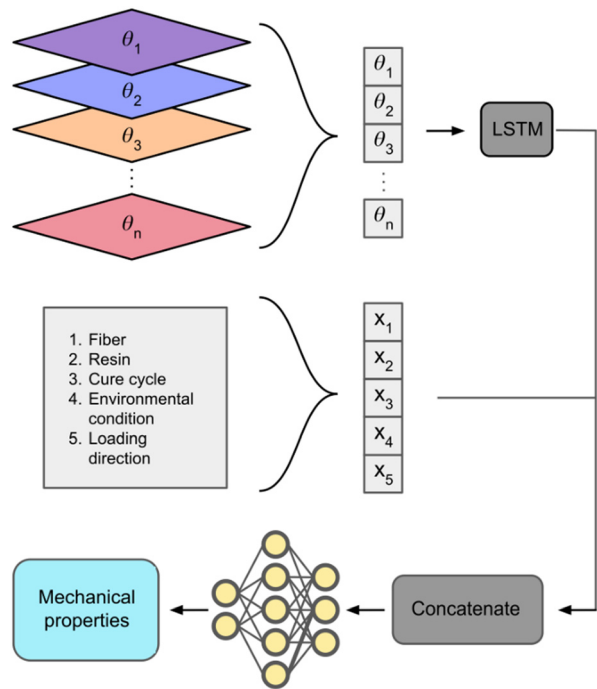 θ1
θ2
θ3
θn
θ1
θ2
θ3
θn
LSTM
1. Fiber
2. Resin
3. Cure cycle
4. Environmental
condition
5. Loading
direction
x1
x2
x3
x4
x5
Mechanical
properties
Concatenate